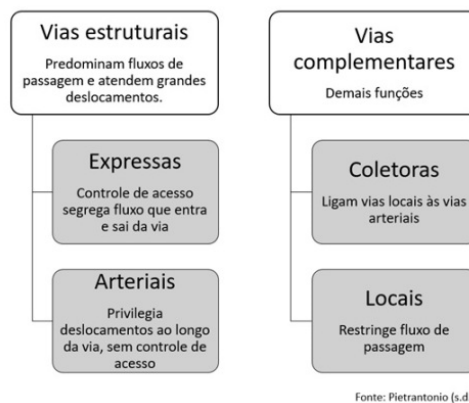 Vias estruturais
Predominam fluxos de
passagem e atendem grandes
deslocamentos.
Expressas
Controle de acesso
segrega fluxo que entra
e sai da via
Arteriais
Privilegia
deslocamentos ao longo
da via, sem controle de
acesso
Vias
complementares
Demais funções
Coletoras
Ligam vias locais às vias
arteriais
Locais
Restringe fluxo de
passagem
Fonte: Pietrantonio (s.d